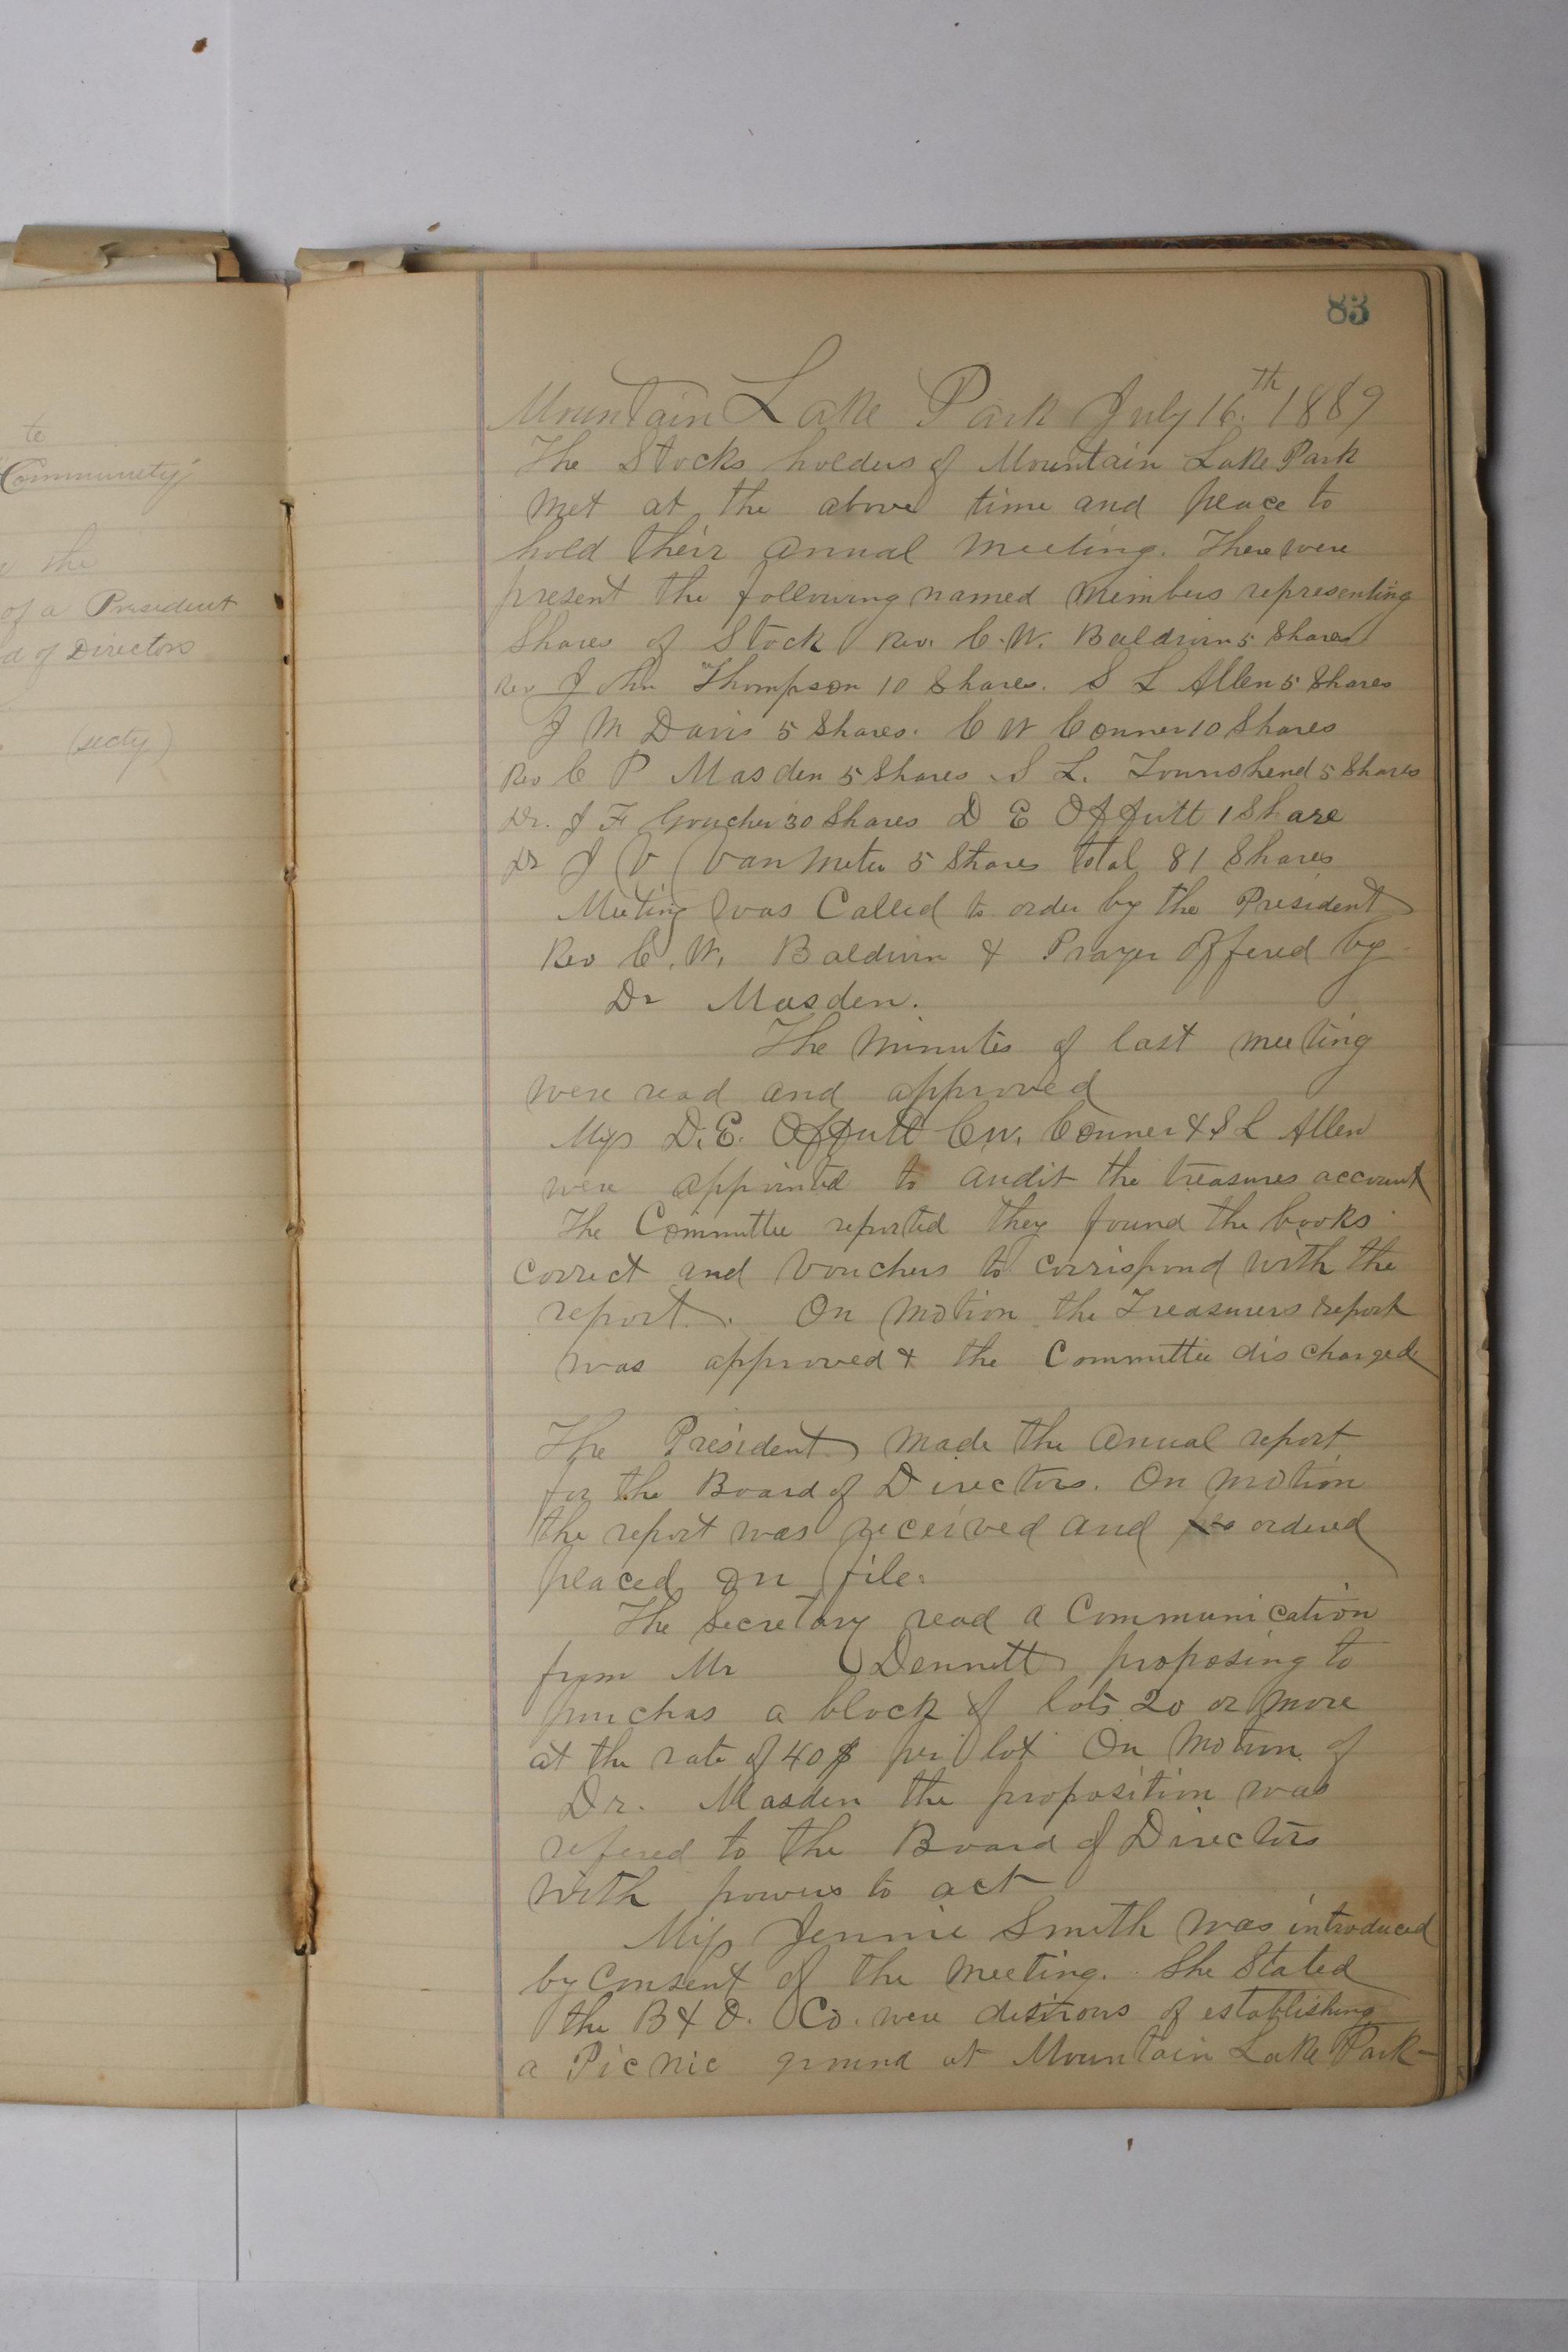 to
Community
the
of a President
d of Directors
(secty)
83
Mountain Lake Park July 16th 1889
The Stocks holders of Mountain Lake Park
met at the above time and place to
hold their annual meeting. There were
present the following named members representing
Shares of Stock Rev. C. W. Baldwin 5 Shares
Rev John Thompson 10 Shares. S L Allen 5 Shares
J M Davis 5 Shares. C W Conner 10 Shares
Rev C P Masden 5 Shares S L. Townshend 5 Shares
Dr. J F Goucher 30 Shares D E Offutt 1 Share
Dr J V Van Meter 5 Shares total 81 Shares
Meeting was Called to order by the President
Rev C. W. Baldwin & Prayer Offered by
Dr Masden.
The Minutes of last meeting
were read and approved
D. E. Offutt C W. Conner & S L Allen
were appointed to audit the treasures account
The Committee reported they found the books
correct and Vouchers to corrispond with the
report. On Motion the Treasurers report
was approved & the Committee discharged
The President made the Annual report
for the Board of Directors. On motion
the report was received and ordered
placed on file.
The Secretary read a Communication
from Mr Dennett proposing to
purchas a block of lots 20 or more
at the rate of 40$ per lot On Motion of
Dr. Masden the proposition was
refered to the Board of Directors
with powers to act
Miss Jennie Smith was introduced
by Consent of the meeting. She Stated
the B & O. Co. were desirous of establishing
a Picnic ground at Mountain Lake Park